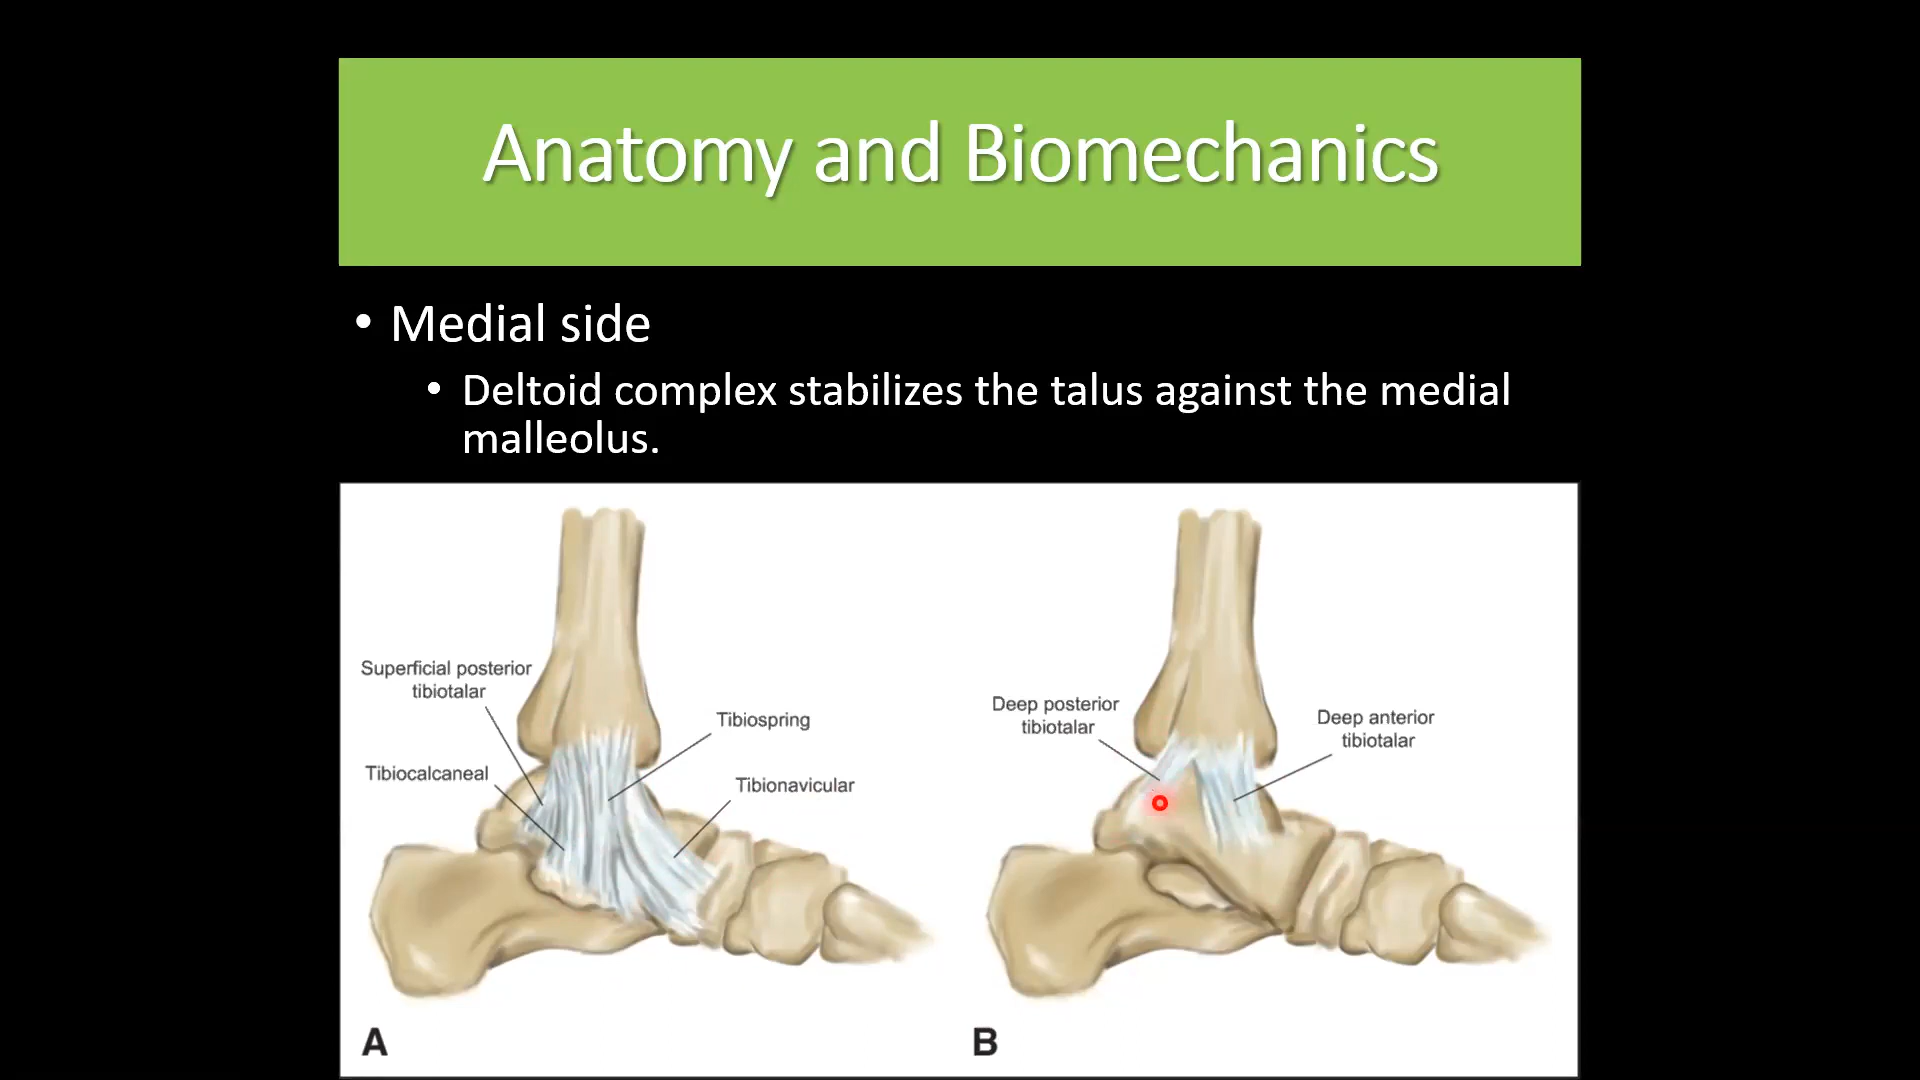 Anatomy and Biomechanics
• Medial side
• Deltoid complex stabilizes the talus against the medial
malleolus.
Superficial posterior
tibiotalar
Tibiospring
Tibiocalcaneal
Tibionavicular
A
Deep posterior
tibiotalar
Deep anterior
tibiotalar
B